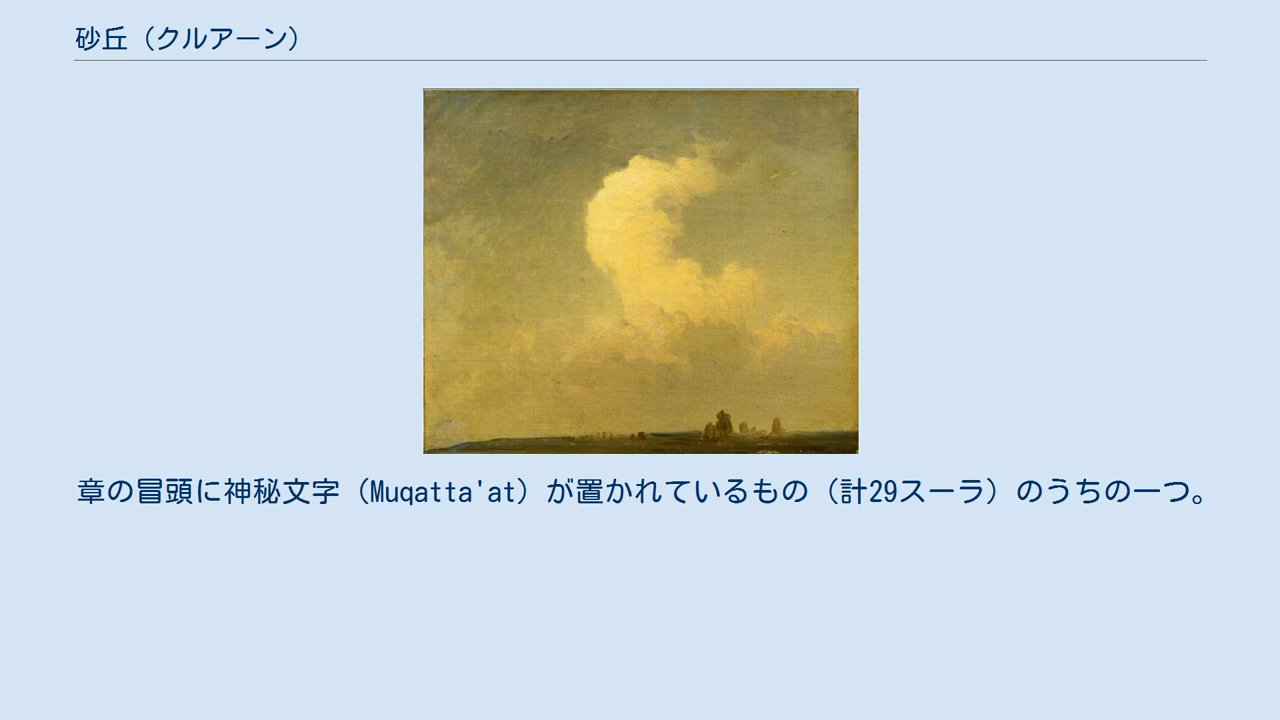 砂丘（クルアーン）
章の冒頭に神秘文字（Muqatta'at）が置かれているもの（計29スーラ）のうちの一つ。